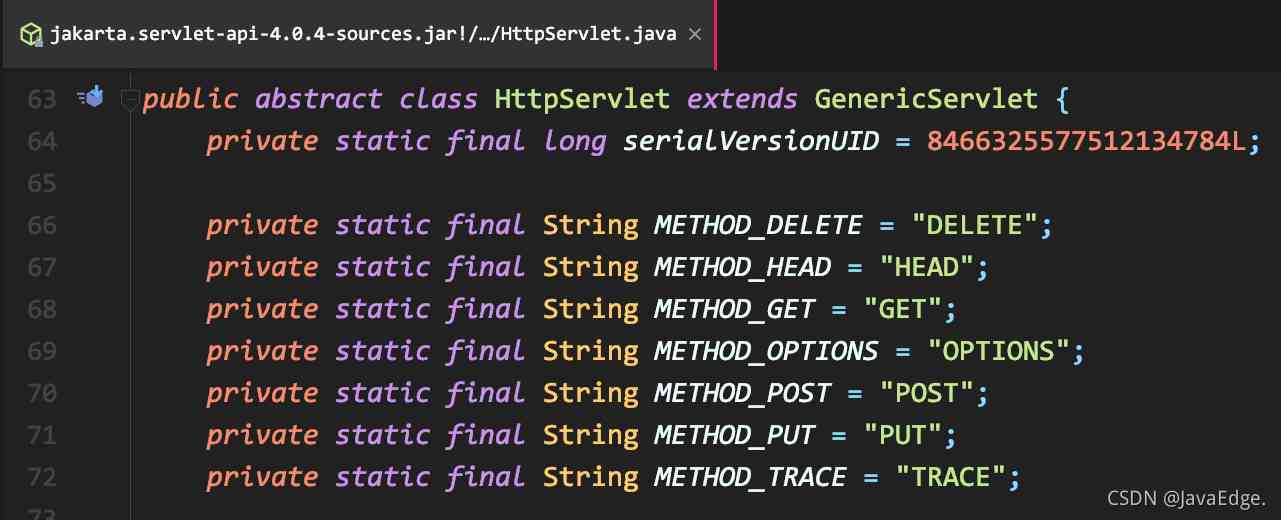 jakarta.servlet-api-4.0.4-sources.jar!/…/HttpServlet.java ×
63 public abstract class HttpServlet extends GenericServlet {
64 private static final long serialVersionUID = 8466325577512134784L;
65
66 private static final String METHOD_DELETE = "DELETE";
67 private static final String METHOD_HEAD = "HEAD";
68 private static final String METHOD_GET = "GET";
69 private static final String METHOD_OPTIONS = "OPTIONS";
70 private static final String METHOD_POST = "POST";
71 private static final String METHOD_PUT = "PUT";
72 private static final String METHOD_TRACE = "TRACE";
73
CSDN @JavaEdge.